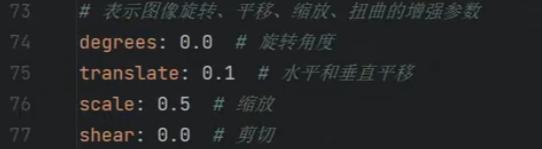 73 # 表示图像旋转、平移、缩放、扭曲的增强参数
74 degrees: 0.0 # 旋转角度
75 translate: 0.1 # 水平和垂直平移
76 scale: 0.5 # 缩放
77 shear: 0.0 # 剪切